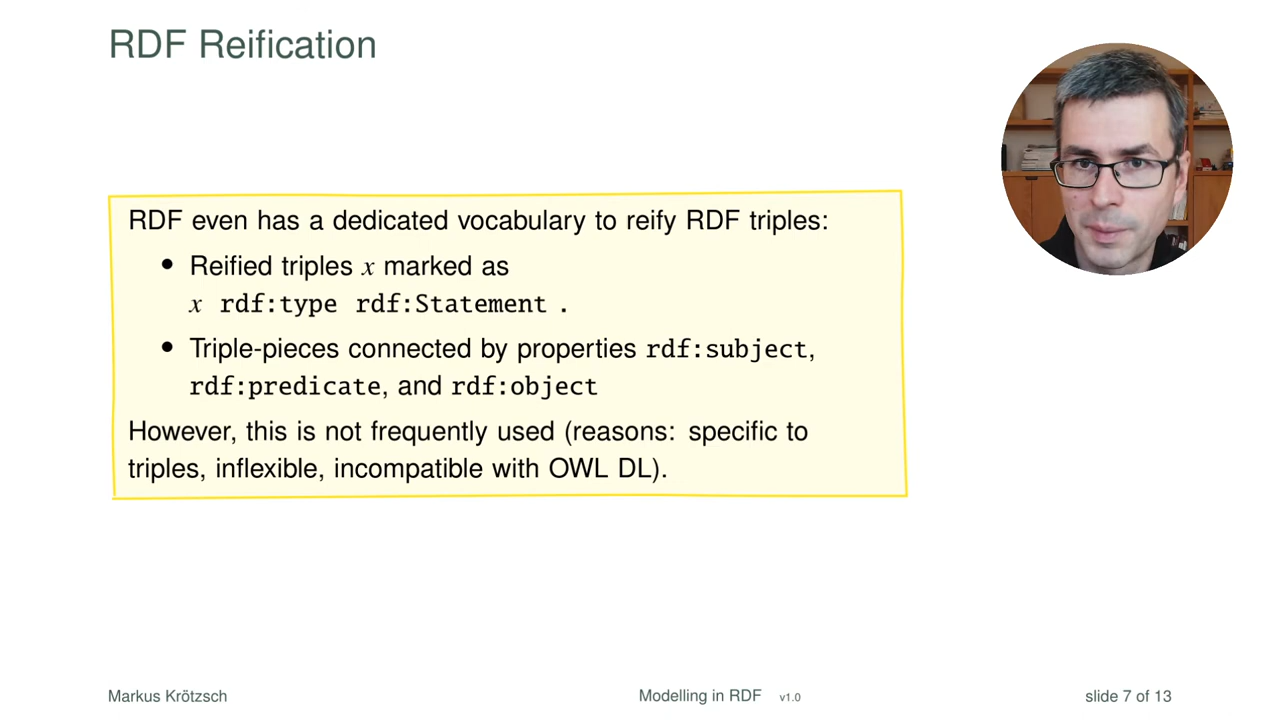 RDF Reification
RDF even has a dedicated vocabulary to reify RDF triples:
• Reified triples x marked as
x rdf:type rdf:Statement .
• Triple-pieces connected by properties rdf:subject,
rdf:predicate, and rdf:object
However, this is not frequently used (reasons: specific to
triples, inflexible, incompatible with OWL DL).
Markus Krötzsch
Modelling in RDF v1.0
slide 7 of 13